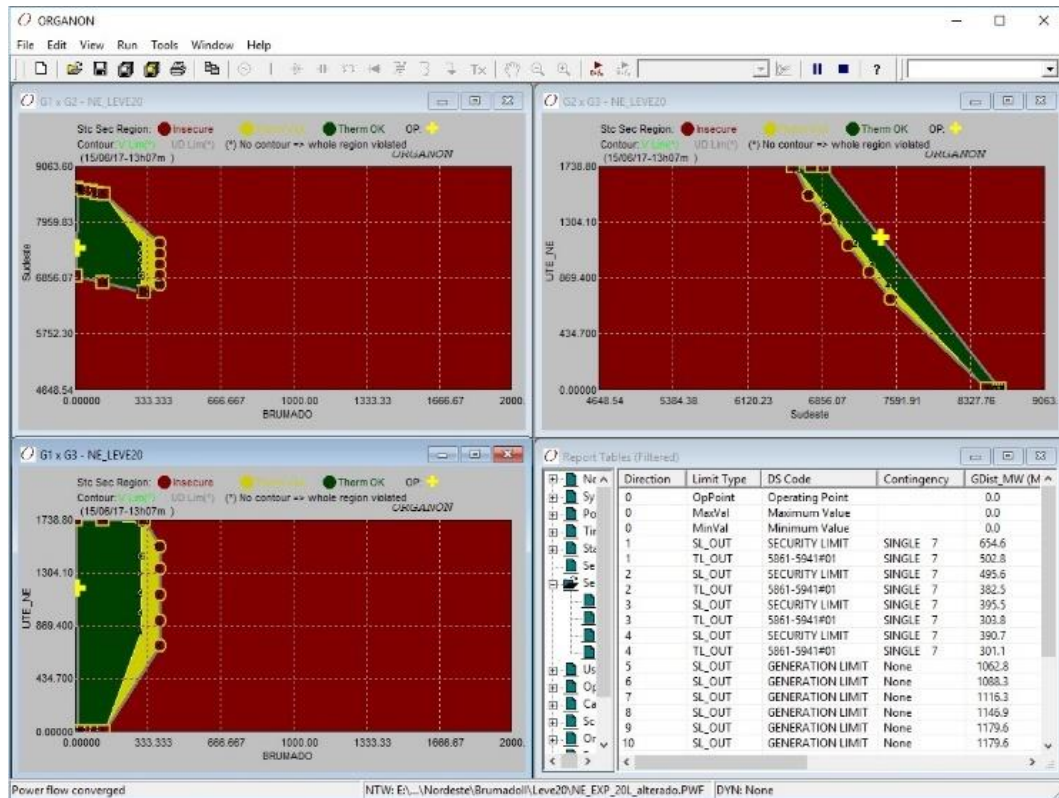 ORGANON
File Edit View Run Tools Window Help
Tx
?
G1 x G2 - NE_LEVE20
Stc Sec Region: Insecure Therm OK OP:
Contour: V Lim(*) UD Lim(*) (*) No contour => whole region violated
(15/06/17-13h07m ) ORGANON
9063.60
7959.83
6856.07
5752.30
4648.54
Sudeste
0.00000 333.333 666.667 1000.00 1333.33 1666.67 2000.
BRUMADO
G2 x G3 - NE_LEVE20
Stc Sec Region: Insecure Therm OK OP:
Contour: V Lim(*) UD Lim(*) (*) No contour => whole region violated
(15/06/17-13h07m ) ORGANON
1738.80
1304.10
869.400
434.700
0.00000
UTE_NE
4648.54 5384.38 6120.23 6856.07 7591.91 8327.76 9063.
Sudeste
G1 x G3 - NE_LEVE20
Stc Sec Region: Insecure Therm OK OP
Contour: V Lim(*) UD Lim(*) (*) No contour => whole region violated
(15/06/17-13h07m ) ORGANON
1738.80
1304.10
869.400
434.700
0.00000
UTE_NE
0.00000 333.333 666.667 1000.00 1333.33 1666.67 2000.
BRUMADO
Report Tables (Filtered)
Direction Limit Type DS Code Contingency GDist_MW (M
0 OpPoint Operating Point 0.0
0 MaxVal Maximum Value 0.0
0 MinVal Minimum Value 0.0
1 SL_OUT SECURITY LIMIT SINGLE 7 654.6
1 TL_OUT 5861-5941#01 SINGLE 7 502.8
2 SL_OUT SECURITY LIMIT SINGLE 7 495.6
2 TL_OUT 5861-5941#01 SINGLE 7 382.5
3 SL_OUT SECURITY LIMIT SINGLE 7 395.5
3 TL_OUT 5861-5941#01 SINGLE 7 303.8
4 SL_OUT SECURITY LIMIT SINGLE 7 390.7
4 TL_OUT 5861-5941#01 SINGLE 7 301.1
5 SL_OUT GENERATION LIMIT None 1062.8
6 SL_OUT GENERATION LIMIT None 1088.3
7 SL_OUT GENERATION LIMIT None 1116.3
8 SL_OUT GENERATION LIMIT None 1146.9
9 SL_OUT GENERATION LIMIT None 1179.6
10 SL_OUT GENERATION LIMIT None 1179.6
Sy
Po
Tir
Sta
Se
Se
Us
Op
Ca
Sc
Or
Power flow converged
NTW: E:\...\Nordeste\BrumadoII\Leve20\NE_EXP_20L_alterado.PWF DYN: None